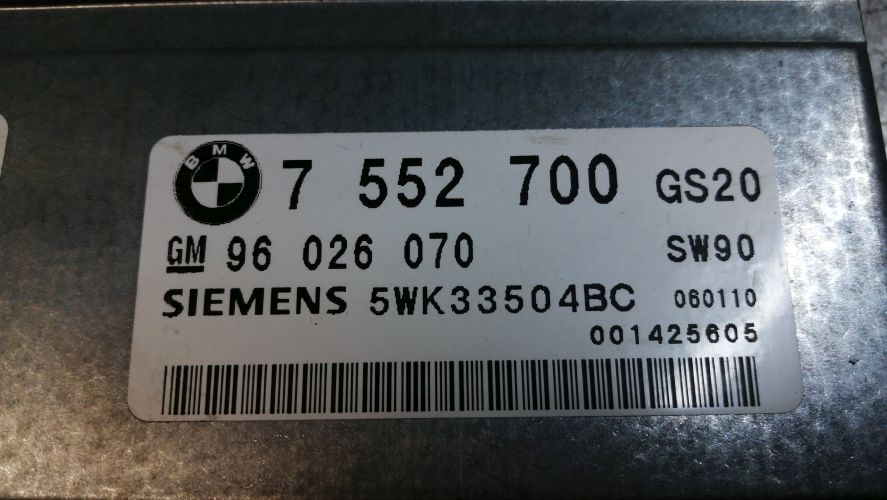 BMW 7 552 700 GS20
GM 96 026 070 SW90
SIEMENS 5WK33504BC 060110
001425605